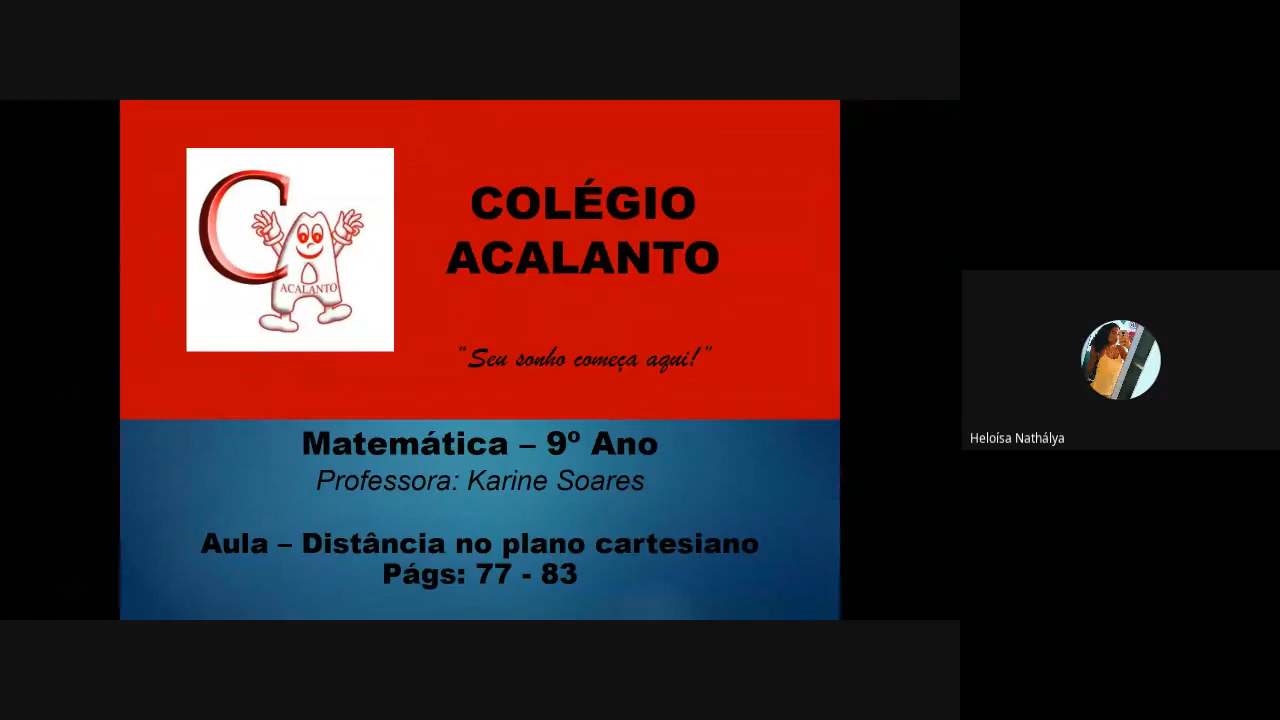 COLÉGIO
ACALANTO
ACALANTO
"Seu sonho começa aqui!"
Matemática – 9º Ano
Professora: Karine Soares
Aula – Distância no plano cartesiano
Págs: 77 - 83
Heloísa Nathálya